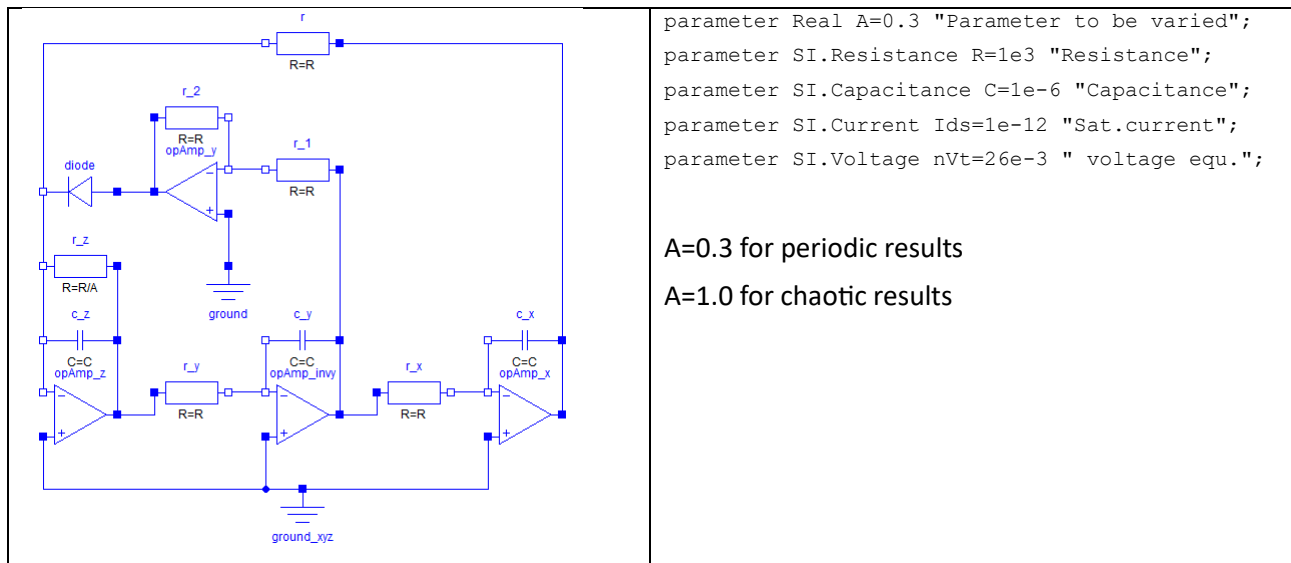 r
R=R
r_2
R=R
opAmp_y
r_1
R=R
diode
-
+
r_z
R=R/A
ground
c_z
C=C
opAmp_z
-
+
r_y
R=R
c_y
C=C
opAmp_invy
-
+
r_x
R=R
c_x
C=C
opAmp_x
-
+
ground_xyz
parameter Real A=0.3 "Parameter to be varied";
parameter SI.Resistance R=1e3 "Resistance";
parameter SI.Capacitance C=1e-6 "Capacitance";
parameter SI.Current Ids=1e-12 "Sat.current";
parameter SI.Voltage nVt=26e-3 " voltage equ.";
A=0.3 for periodic results
A=1.0 for chaotic results